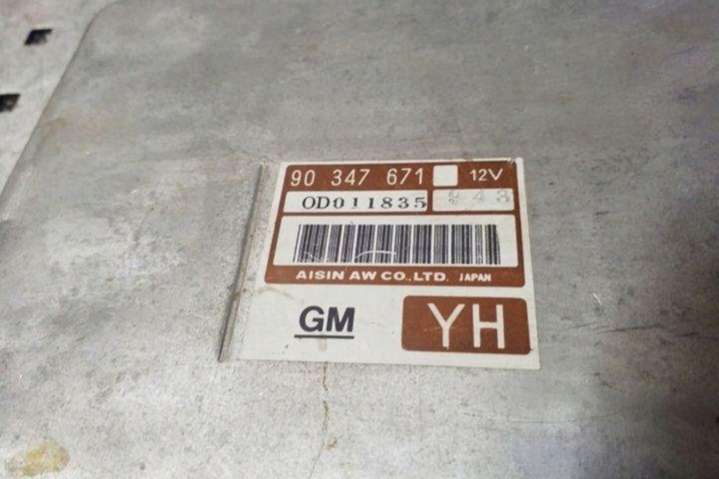 90 347 671 12V
OD011835
AISIN AW CO., LTD. JAPAN
GM YH